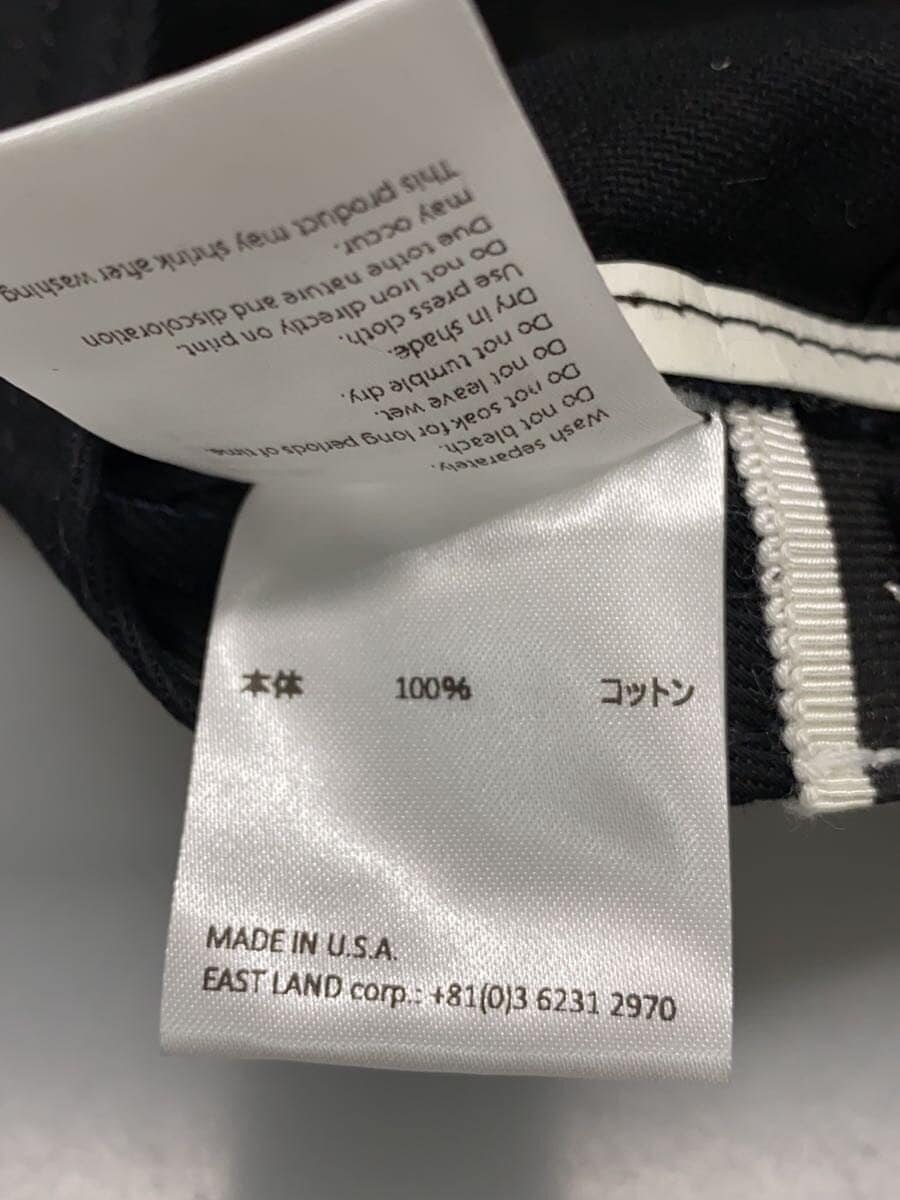 Wash separately.
Do not bleach.
Do not soak for long periods of time.
Do not leave wet.
Do not tumble dry.
Dry in shade.
Use press cloth.
Do not iron directly on print.
Due tothe nature and discoloration
may occur.
This product may shrink after washing
本体 100% コットン
MADE IN U.S.A.
EAST LAND corp.: +81(0)3 6231 2970